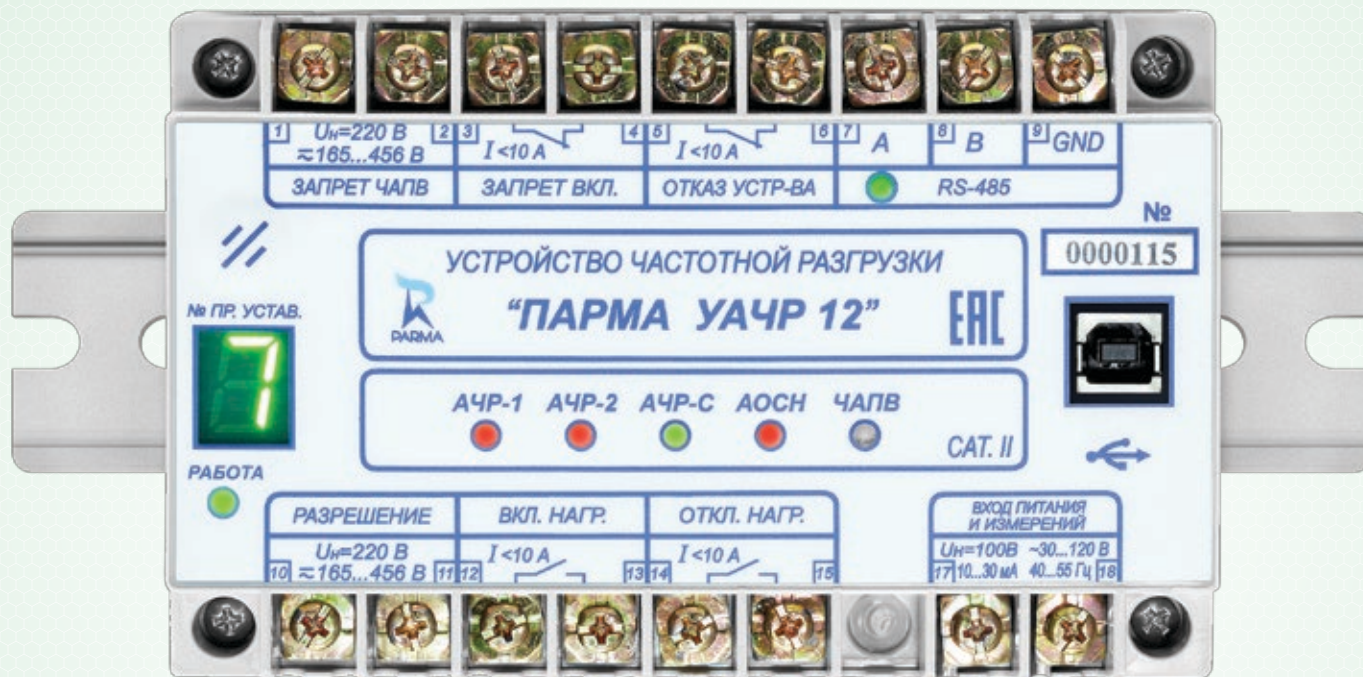 1 Uн=220 В 2
≂165...456 В
3 I <10 А 4
5 I <10 А 6
7 A
8 B
9 GND
ЗАПРЕТ ЧАПВ
ЗАПРЕТ ВКЛ.
ОТКАЗ УСТР-ВА
RS-485
№
0000115
УСТРОЙСТВО ЧАСТОТНОЙ РАЗГРУЗКИ
"ПАРМА УАЧР 12"
PARMA
EAC
№ ПР. УСТАВ.
7
АЧР-1 АЧР-2 АЧР-С АОСН ЧАПВ
CAT. II
РАБОТА
РАЗРЕШЕНИЕ
ВКЛ. НАГР.
ОТКЛ. НАГР.
ВХОД ПИТАНИЯ
И ИЗМЕРЕНИЙ
Uн=220 В
10 ≂165...456 В 11
I <10 А
12 13
I <10 А
14 15
Uн=100В ~30...120 В
17 10...30 мА 40...55 Гц 18